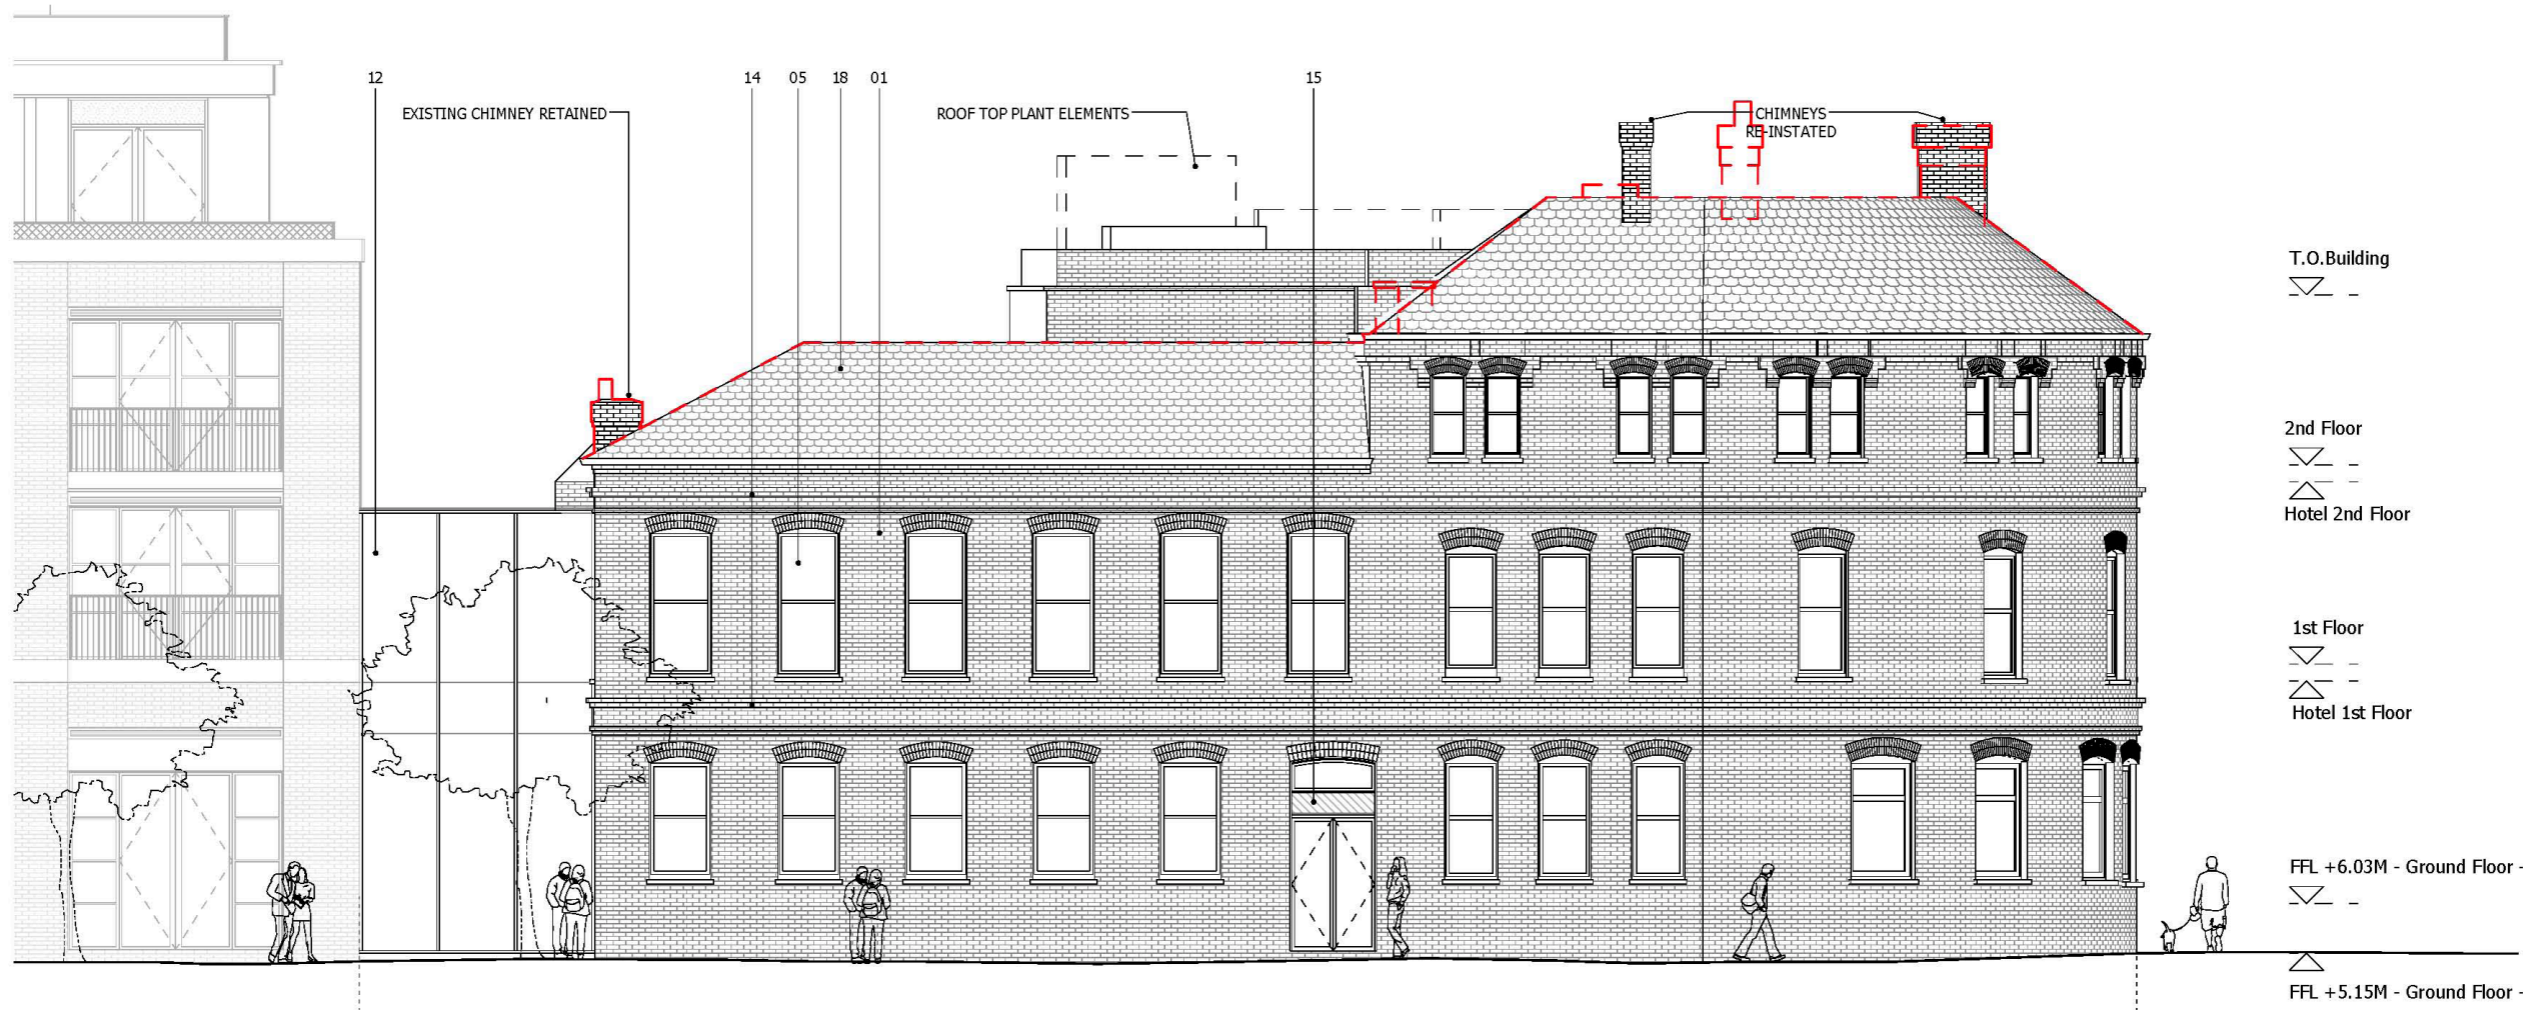 12
14 05 18 01
15
EXISTING CHIMNEY RETAINED
ROOF TOP PLANT ELEMENTS
CHIMNEYS
RE-INSTATED
T.O.Building
2nd Floor
Hotel 2nd Floor
1st Floor
Hotel 1st Floor
FFL +6.03M - Ground Floor -
FFL +5.15M - Ground Floor -